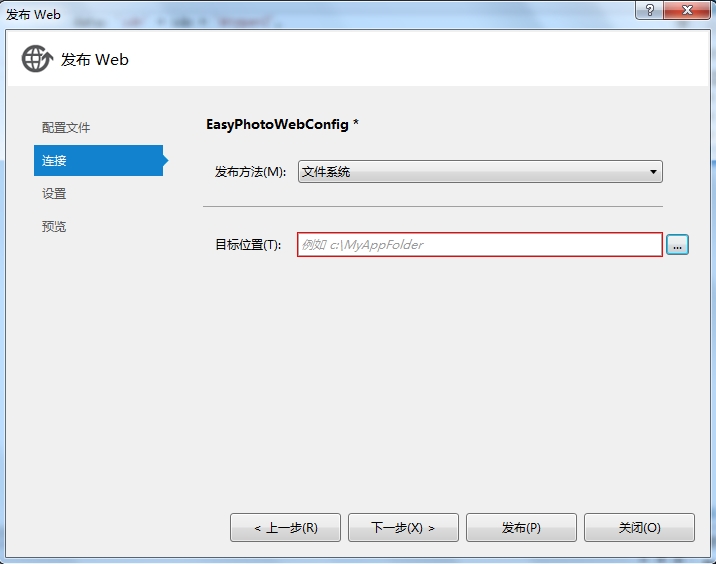 发布 Web
发布 Web
配置文件
连接
设置
预览
EasyPhotoWebConfig *
发布方法(M):
文件系统
目标位置(T):
例如 c:\MyAppFolder
...
< 上一步(R)
下一步(X) >
发布(P)
关闭(O)